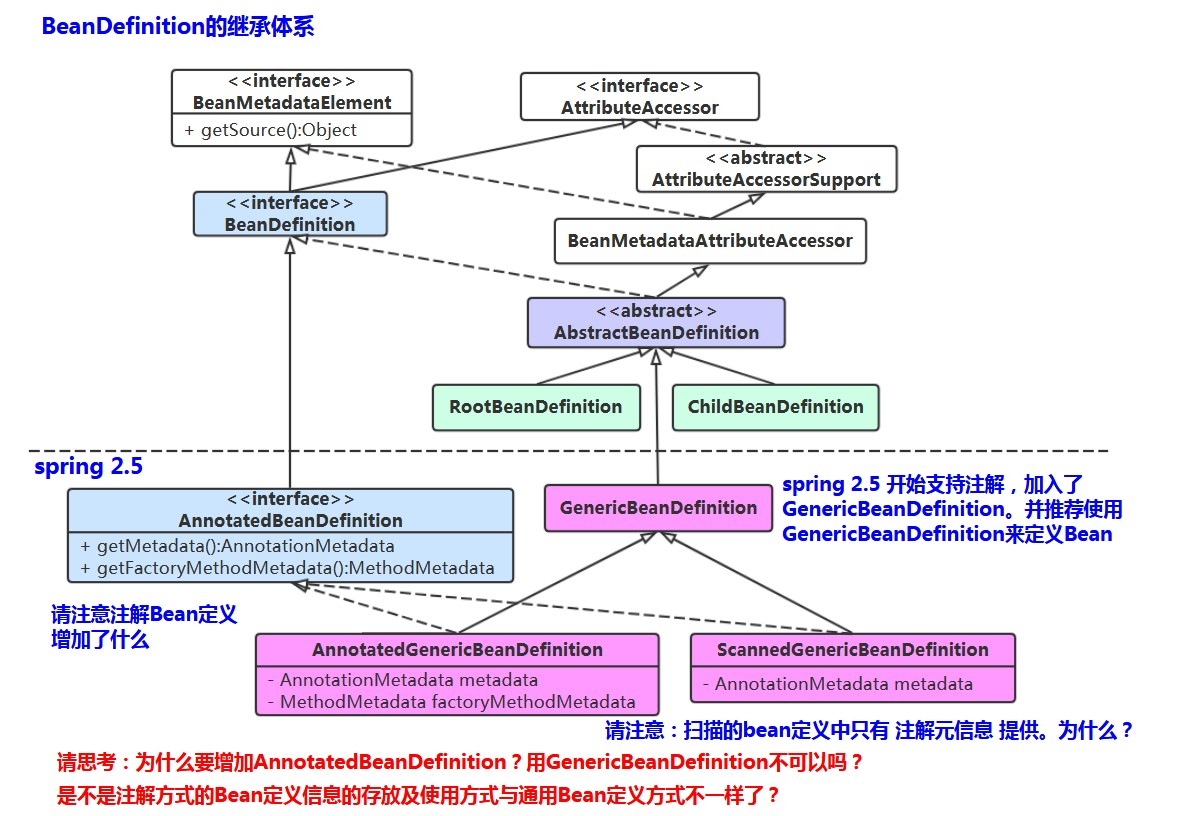 BeanDefinition的继承体系
<<interface>>
BeanMetadataElement
+ getSource():Object
<<interface>>
AttributeAccessor
<<abstract>>
AttributeAccessorSupport
<<interface>>
BeanDefinition
BeanMetadataAttributeAccessor
<<abstract>>
AbstractBeanDefinition
RootBeanDefinition
ChildBeanDefinition
spring 2.5
<<interface>>
AnnotatedBeanDefinition
+ getMetadata():AnnotationMetadata
+ getFactoryMethodMetadata():MethodMetadata
GenericBeanDefinition
spring 2.5 开始支持注解，加入了
GenericBeanDefinition。并推荐使用
GenericBeanDefinition来定义Bean
请注意注解Bean定义
增加了什么
AnnotatedGenericBeanDefinition
- AnnotationMetadata metadata
- MethodMetadata factoryMethodMetadata
ScannedGenericBeanDefinition
- AnnotationMetadata metadata
请注意：扫描的bean定义中只有 注解元信息 提供。为什么？
请思考：为什么要增加AnnotatedBeanDefinition？用GenericBeanDefinition不可以吗？
是不是注解方式的Bean定义信息的存放及使用方式与通用Bean定义方式不一样了？